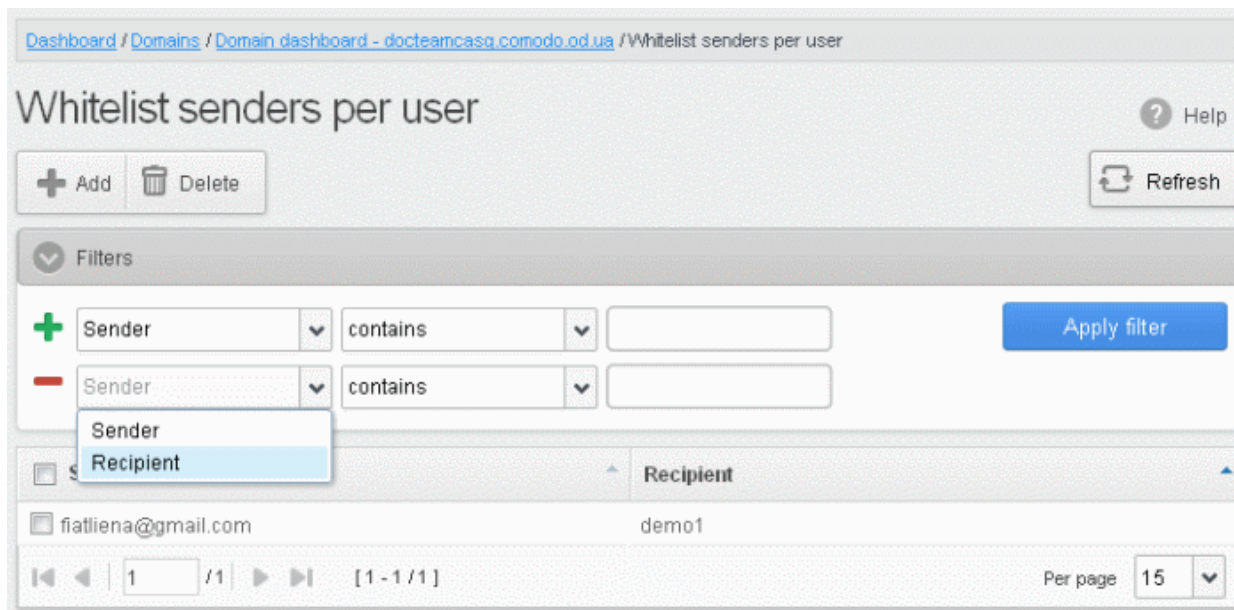 Dashboard / Domains / Domain dashboard - docteamcasg.comodo.od.ua / Whitelist senders per user
Whitelist senders per user
Help
Add Delete
Refresh
Filters
Sender contains
Apply filter
Sender contains
Sender
Recipient
S Recipient
fiatliena@gmail.com demo1
1 /1 [1 - 1 / 1] Per page 15